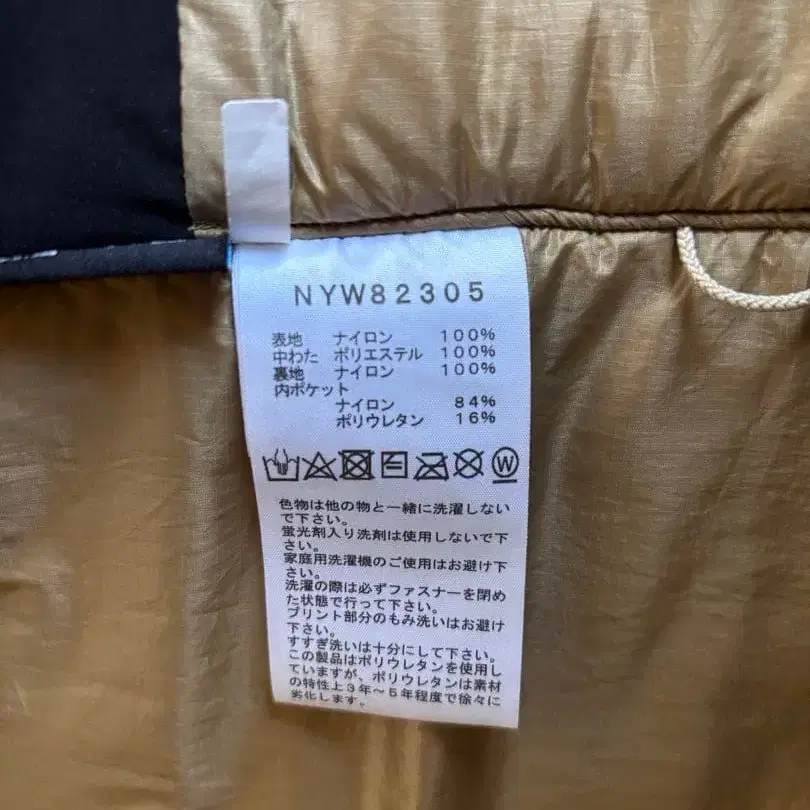 NYW82305
表地 ナイロン 100%
中わた ポリエステル 100%
裏地 ナイロン 100%
内ポケット
ナイロン 84%
ポリウレタン 16%
W
色物は他の物と一緒に洗濯しない
で下さい。
蛍光剤入り洗剤は使用しないで下
さい。
家庭用洗濯機のご使用はお避け下
さい。
洗濯の際は必ずファスナーを閉め
た状態で行って下さい。
プリント部分のもみ洗いはお避け
下さい。
すすぎ洗いは十分にして下さい。
この製品はポリウレタンを使用し
ていますが、ポリウレタンは素材
の特性上3年～5年程度で徐々に
劣化します。